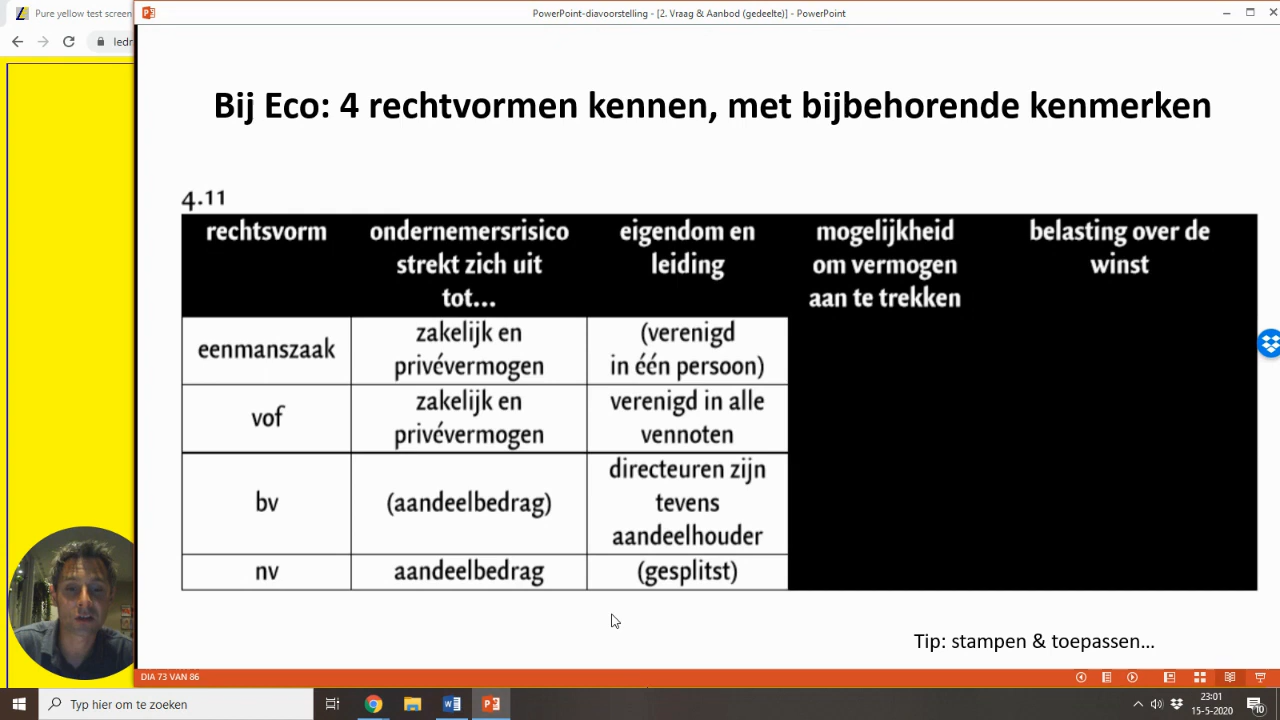 Pure yellow test screen
PowerPoint-diavoorstelling - [2. Vraag & Aanbod (gedeelte)] - PowerPoint
ledr
Bij Eco: 4 rechtvormen kennen, met bijbehorende kenmerken
4.11
rechtsvorm
ondernemersrisico
strekt zich uit
tot...
eigendom en
leiding
mogelijkheid
om vermogen
aan te trekken
belasting over de
winst
eenmanszaak
zakelijk en
privévermogen
(verenigd
in één persoon)
vof
zakelijk en
privévermogen
verenigd in alle
vennoten
bv
(aandeelbedrag)
directeuren zijn
tevens
aandeelhouder
nv
aandeelbedrag
(gesplitst)
Tip: stampen & toepassen...
DIA 73 VAN 86
Typ hier om te zoeken
23:01
15-5-2020
10